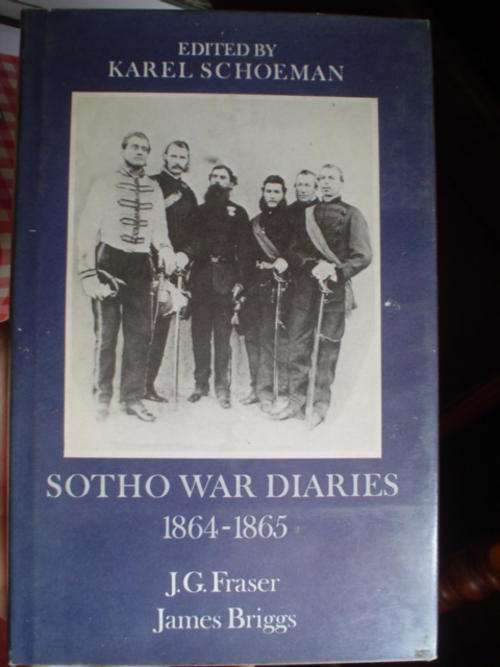 EDITED BY
KAREL SCHOEMAN
SOTHO WAR DIARIES
1864-1865
J.G. Fraser
James Briggs